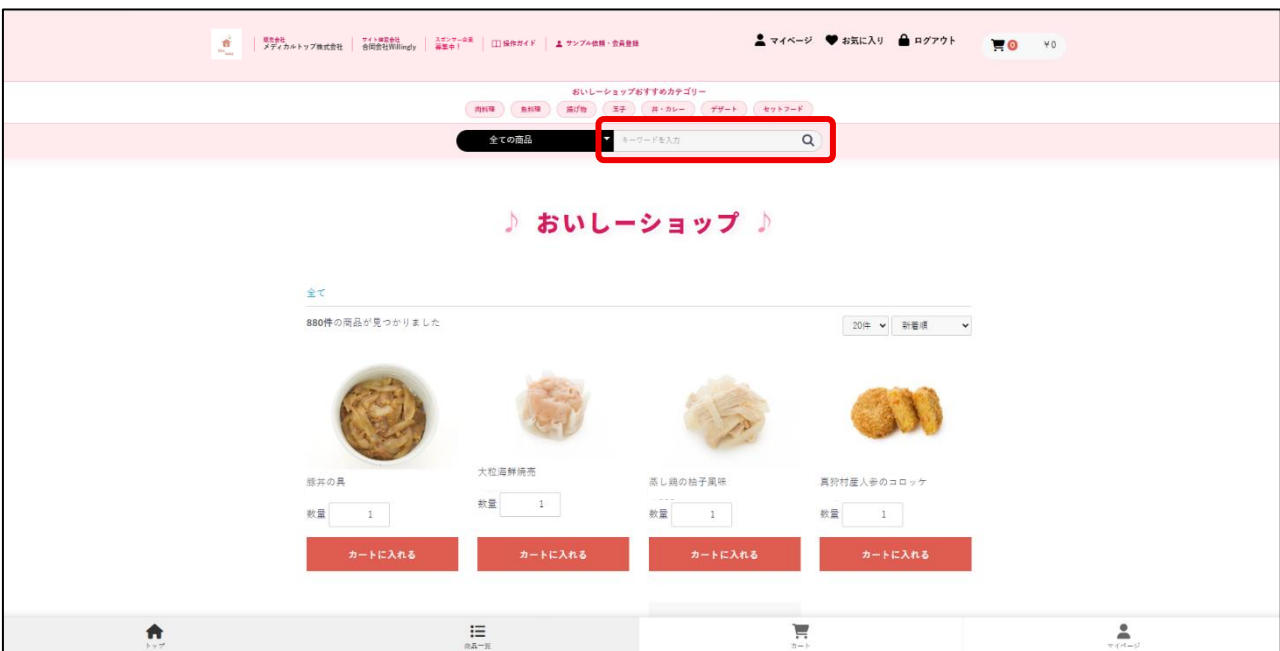 販売会社
メディカルトップ株式会社
サイト運営会社
合同会社Willingly
スポンサー企業
募集中！
操作ガイド
サンプル依頼・会員登録
マイページ
お気に入り
ログアウト
0
￥0
おいしーショップおすすめカテゴリー
肉料理
魚料理
揚げ物
玉子
丼・カレー
デザート
セットフード
全ての商品
キーワードを入力
♪ おいしーショップ ♪
全て
880件の商品が見つかりました
20件
新着順
豚丼の具
大粒海鮮焼売
蒸し鶏の柚子風味
真狩村産人参のコロッケ
数量 1
数量 1
数量 1
数量 1
カートに入れる
カートに入れる
カートに入れる
カートに入れる
トップ
商品一覧
カート
マイページ